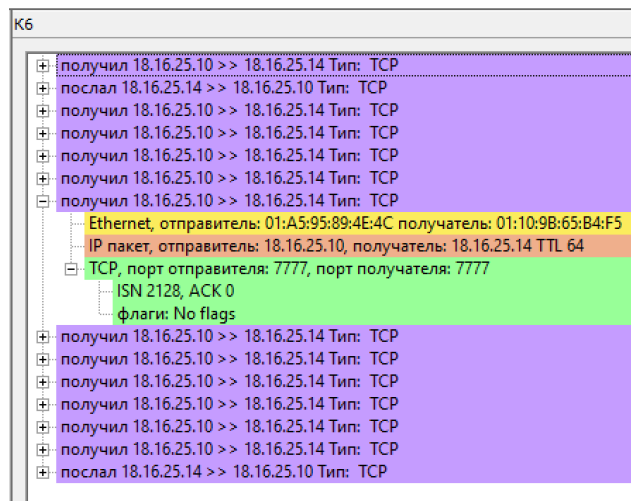 К6
получил 18.16.25.10 >> 18.16.25.14 Тип:  TCP
послал 18.16.25.14 >> 18.16.25.10 Тип:  TCP
получил 18.16.25.10 >> 18.16.25.14 Тип:  TCP
получил 18.16.25.10 >> 18.16.25.14 Тип:  TCP
получил 18.16.25.10 >> 18.16.25.14 Тип:  TCP
получил 18.16.25.10 >> 18.16.25.14 Тип:  TCP
получил 18.16.25.10 >> 18.16.25.14 Тип:  TCP
Ethernet, отправитель: 01:A5:95:89:4E:4C получатель: 01:10:9B:65:B4:F5
IP пакет, отправитель: 18.16.25.10, получатель: 18.16.25.14 TTL 64
TCP, порт отправителя: 7777, порт получателя: 7777
ISN 2128, ACK 0
флаги: No flags
получил 18.16.25.10 >> 18.16.25.14 Тип:  TCP
получил 18.16.25.10 >> 18.16.25.14 Тип:  TCP
получил 18.16.25.10 >> 18.16.25.14 Тип:  TCP
получил 18.16.25.10 >> 18.16.25.14 Тип:  TCP
получил 18.16.25.10 >> 18.16.25.14 Тип:  TCP
получил 18.16.25.10 >> 18.16.25.14 Тип:  TCP
послал 18.16.25.14 >> 18.16.25.10 Тип:  TCP